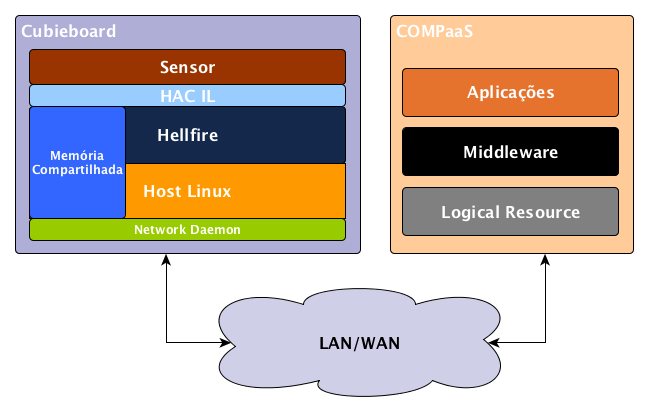 Cubieboard
Sensor
HAC IL
Hellfire
Memória
Compartilhada
Host Linux
Network Daemon
COMPaaS
Aplicações
Middleware
Logical Resource
LAN/WAN